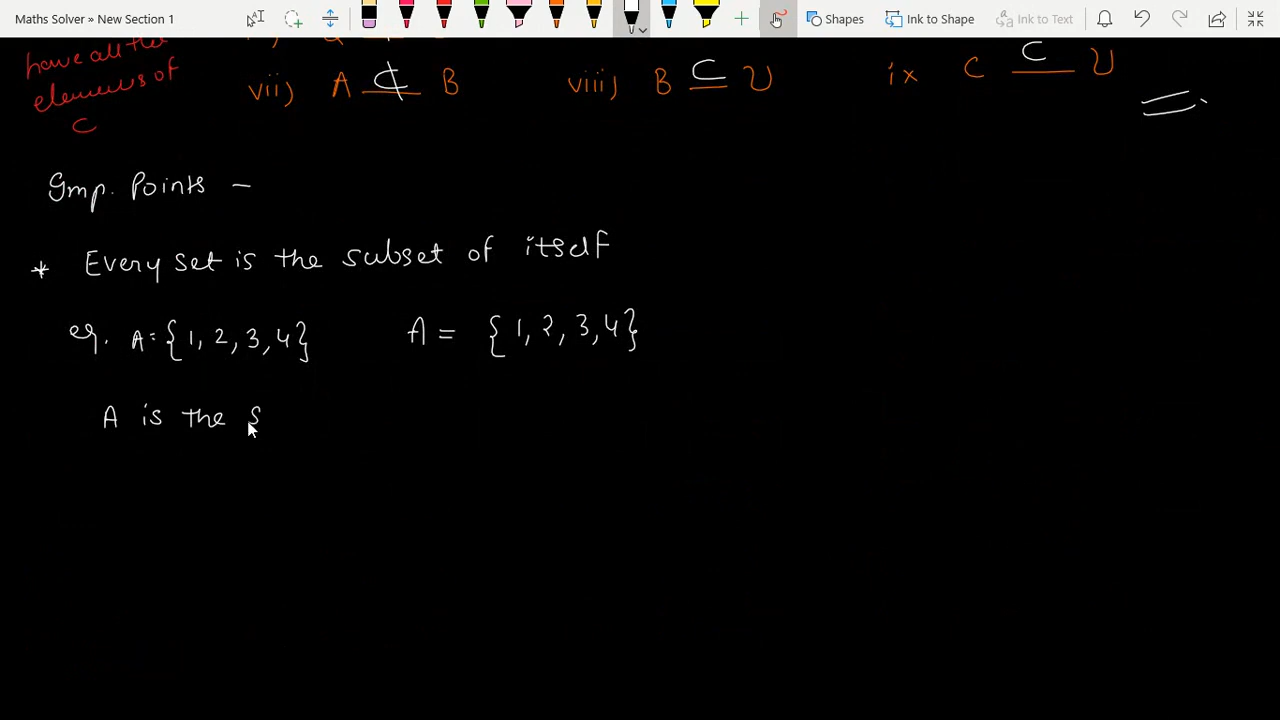 Maths Solver » New Section 1
Shapes
Ink to Shape
Ink to Text
have all the
elements of
C
vii) A ⊄ B viii) B ⊂ U ix C ⊂ U
Imp. Points -
* Every set is the subset of itself
eg. A={1,2,3,4} A = {1,2,3,4}
A is the S